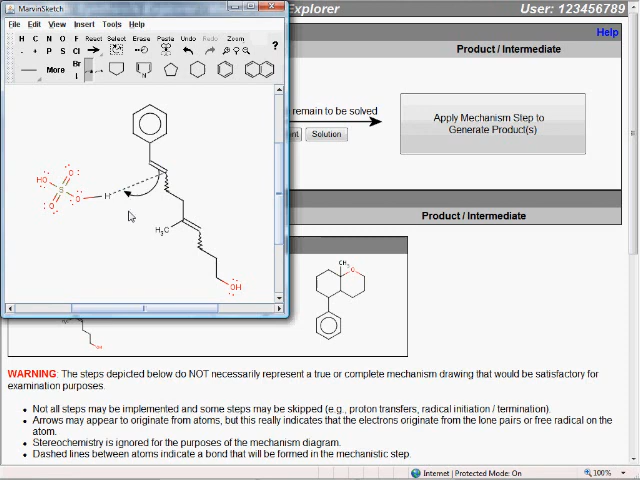 MarvinSketch
Explorer
User: 123456789
File Edit View Insert Tools Help
H C N O F React Select Erase Paste Undo Redo
- + P S Cl
?
More Br
I
Help
Product / Intermediate
remain to be solved
Solution
Apply Mechanism Step to
Generate Product(s)
HO
O
S
O
O
H
H₃C
OH
Product / Intermediate
CH₃
O
OH
WARNING: The steps depicted below do NOT necessarily represent a true or complete mechanism drawing that would be satisfactory for
examination purposes.
Not all steps may be implemented and some steps may be skipped (e.g., proton transfers, radical initiation / termination).
Arrows may appear to originate from atoms, but this really indicates that the electrons originate from the lone pairs or free radical on the
atom.
Stereochemistry is ignored for the purposes of the mechanism diagram.
Dashed lines between atoms indicate a bond that will be formed in the mechanistic step.
Internet | Protected Mode: On
100%